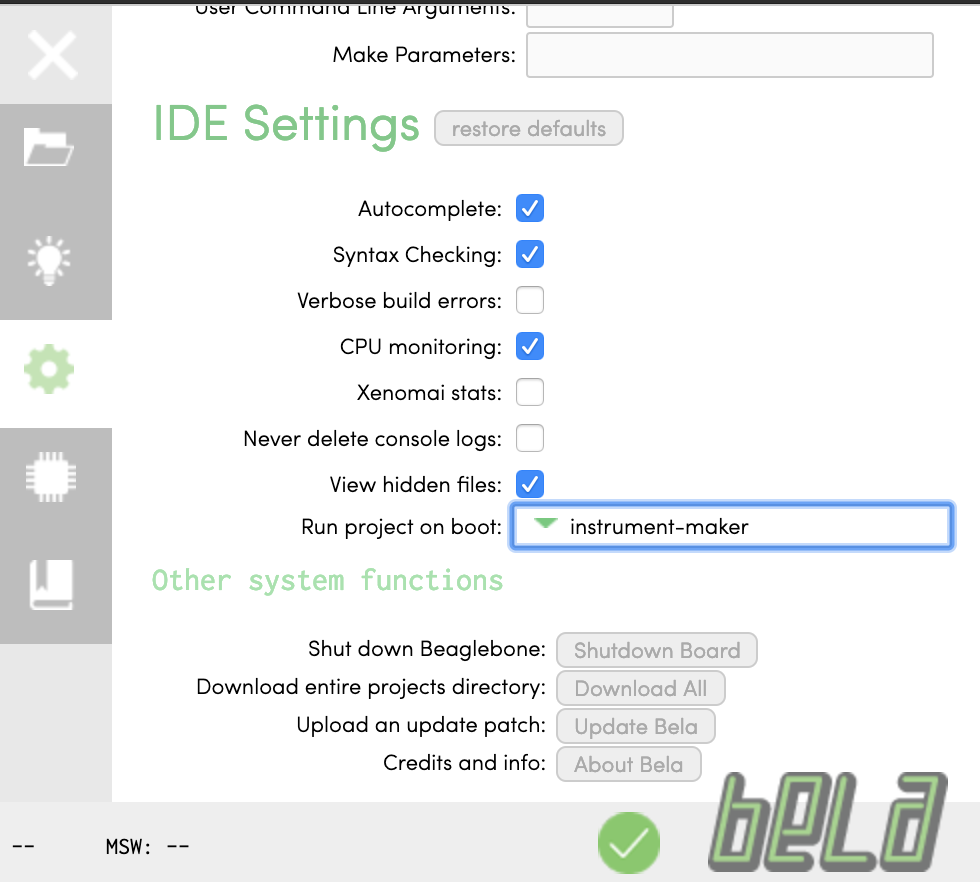 User Command Line Arguments:
Make Parameters:
IDE Settings restore defaults
Autocomplete:
Syntax Checking:
Verbose build errors:
CPU monitoring:
Xenomai stats:
Never delete console logs:
View hidden files:
Run project on boot: instrument-maker
Other system functions
Shut down Beaglebone: Shutdown Board
Download entire projects directory: Download All
Upload an update patch: Update Bela
Credits and info: About Bela
-- MSW: --
bela